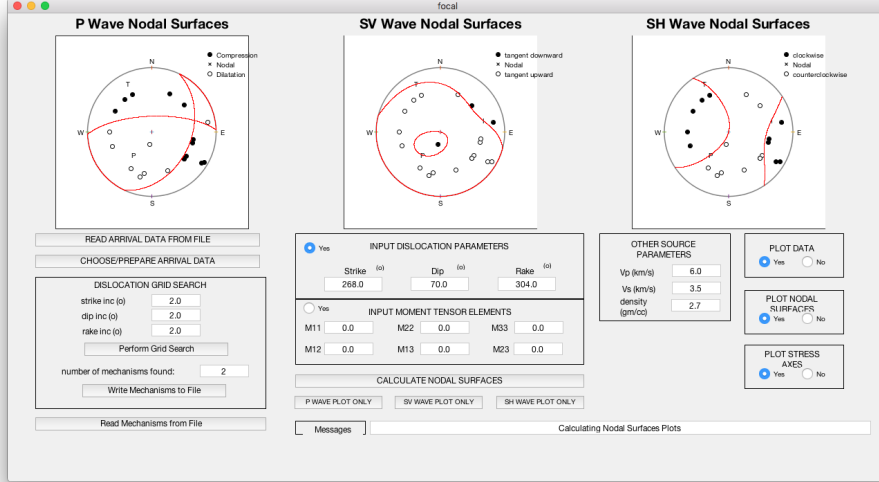 focal
P Wave Nodal Surfaces
SV Wave Nodal Surfaces
SH Wave Nodal Surfaces
N
Compression
Nodal
Dilatation
T
W
E
P
S
N
tangent downward
Nodal
tangent upward
T
I
W
E
P
S
N
clockwise
Nodal
counterclockwise
T
I
W
E
P
S
READ ARRIVAL DATA FROM FILE
CHOOSE/PREPARE ARRIVAL DATA
DISLOCATION GRID SEARCH
strike inc (o) 2.0
dip inc (o) 2.0
rake inc (o) 2.0
Perform Grid Search
number of mechanisms found: 2
Write Mechanisms to File
Read Mechanisms from File
Yes INPUT DISLOCATION PARAMETERS
Strike (o) Dip (o) Rake (o)
268.0 70.0 304.0
Yes INPUT MOMENT TENSOR ELEMENTS
M11 0.0 M22 0.0 M33 0.0
M12 0.0 M13 0.0 M23 0.0
CALCULATE NODAL SURFACES
P WAVE PLOT ONLY SV WAVE PLOT ONLY SH WAVE PLOT ONLY
Messages Calculating Nodal Surfaces Plots
OTHER SOURCE
PARAMETERS
Vp (km/s) 6.0
Vs (km/s) 3.5
density
(gm/cc) 2.7
PLOT DATA
Yes No
PLOT NODAL
SURFACES
Yes No
PLOT STRESS
AXES
Yes No